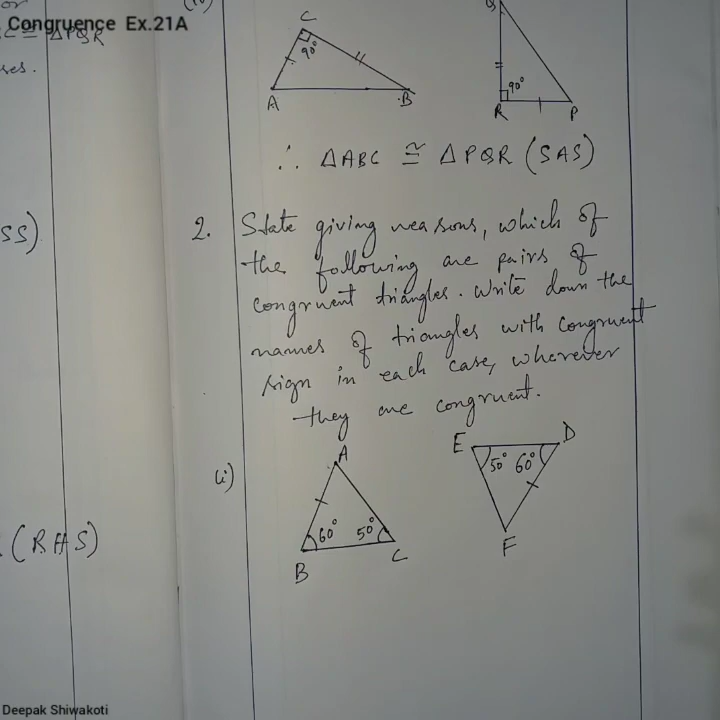 Congruence Ex.21A
or
≅ ΔPQR
ses.
C
90°
A
B
90°
R
P
∴ ΔABC ≅ ΔPQR (SAS)
SS)
2. State giving reasons, which of
the following are pairs of
congruent triangles. Write down the
names of triangles with congruent
sign in each case, wherever
they are congruent.
(i)
A
60°
50°
B
C
E
D
50°
60°
F
(RHS)
Deepak Shiwakoti